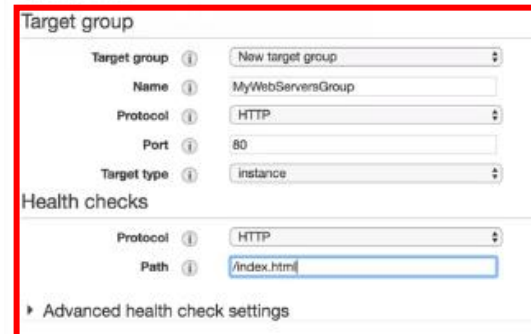 Target group
Target group New target group
Name MyWebServersGroup
Protocol HTTP
Port 80
Target type instance
Health checks
Protocol HTTP
Path /index.html
Advanced health check settings